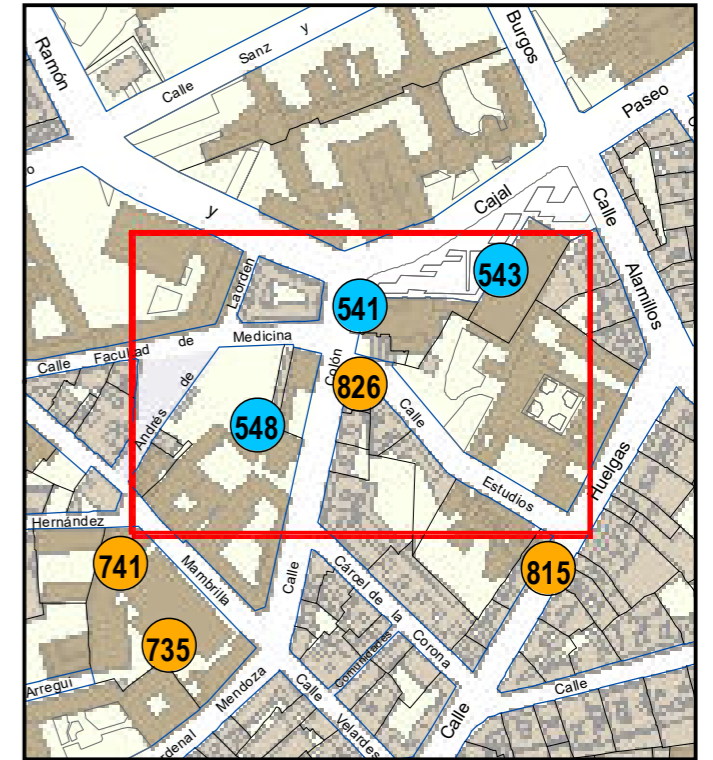 Ramón
Calle Sanz y
Burgos
Paseo
y
Cajal
Calle
Alamillos
Laorden
543
541
Calle Facultad de Medicina
Colón
826
Andrés de
548
Calle
Estudios
Huelgas
Hernández
741
Mambrilla
Calle
Cárcel de la Corona
815
735
Comunidades
Arregui
Mendoza
Calle
Velardes
Calle
Calle
rdenal